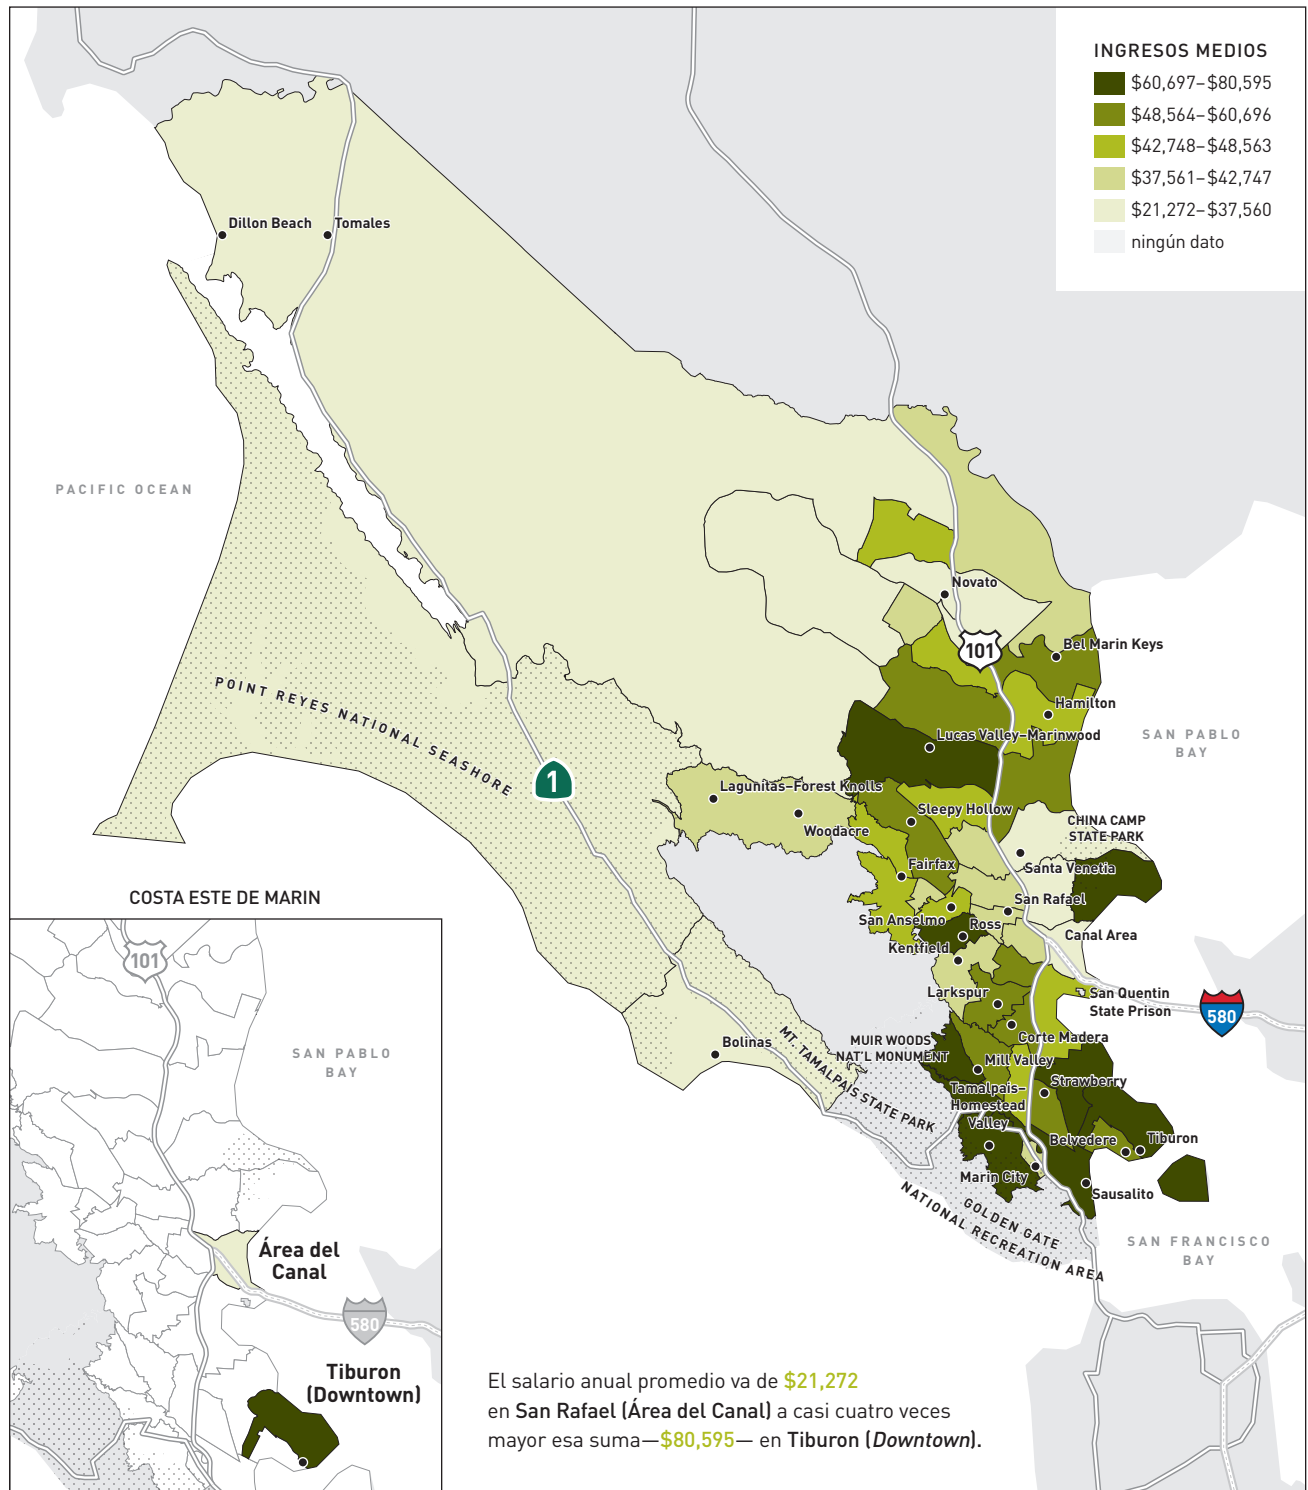 INGRESOS MEDIOS
$60,697–$80,595
$48,564–$60,696
$42,748–$48,563
$37,561–$42,747
$21,272–$37,560
ningún dato
Dillon Beach
Tomales
PACIFIC OCEAN
Novato
101
Bel Marin Keys
Hamilton
POINT REYES NATIONAL SEASHORE
Lucas Valley–Marinwood
SAN PABLO
BAY
1
Lagunitas–Forest Knolls
Woodacre
Sleepy Hollow
CHINA CAMP
STATE PARK
Fairfax
Santa Venetia
San Rafael
San Anselmo
Ross
Canal Area
Kentfield
Larkspur
San Quentin
State Prison
580
Corte Madera
MUIR WOODS
NAT'L MONUMENT
Mill Valley
Bolinas
MT. TAMALPAIS STATE PARK
Tamalpais–
Homestead
Valley
Strawberry
Belvedere
Tiburon
Marin City
Sausalito
GOLDEN GATE
NATIONAL RECREATION AREA
SAN FRANCISCO
BAY
COSTA ESTE DE MARIN
101
SAN PABLO
BAY
Área del
Canal
580
Tiburon
(Downtown)
El salario anual promedio va de $21,272
en San Rafael (Área del Canal) a casi cuatro veces
mayor esa suma—$80,595— en Tiburon (Downtown).